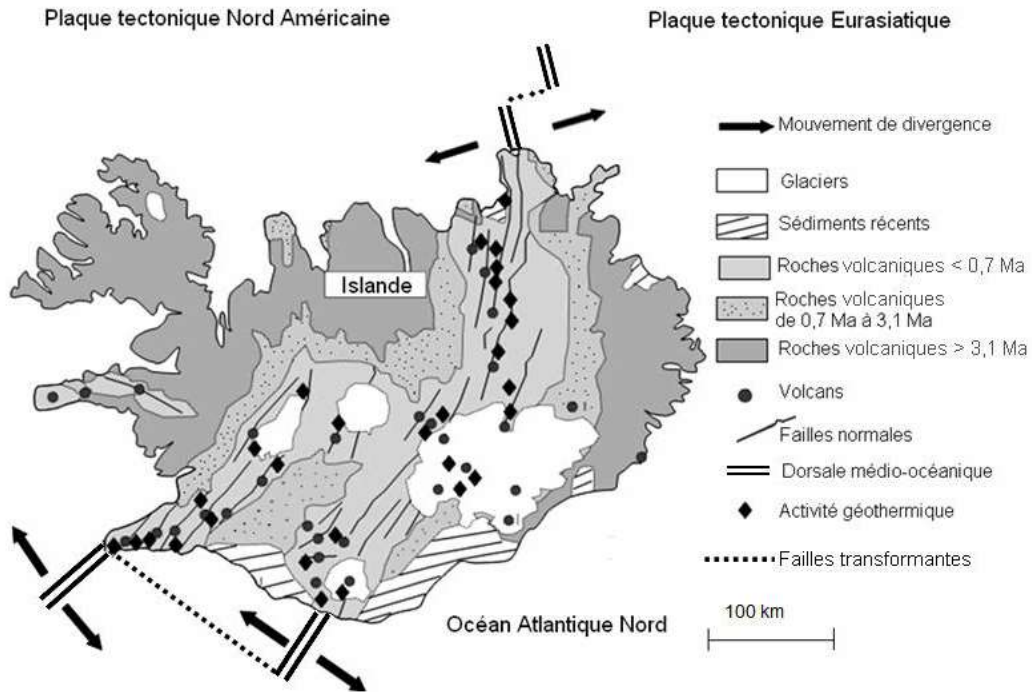 Plaque tectonique Nord Américaine
Plaque tectonique Eurasiatique
Mouvement de divergence
Glaciers
Sédiments récents
Roches volcaniques < 0,7 Ma
Islande
Roches volcaniques
de 0,7 Ma à 3,1 Ma
Roches volcaniques > 3,1 Ma
Volcans
Failles normales
Dorsale médio-océanique
Activité géothermique
Failles transformantes
Océan Atlantique Nord
100 km